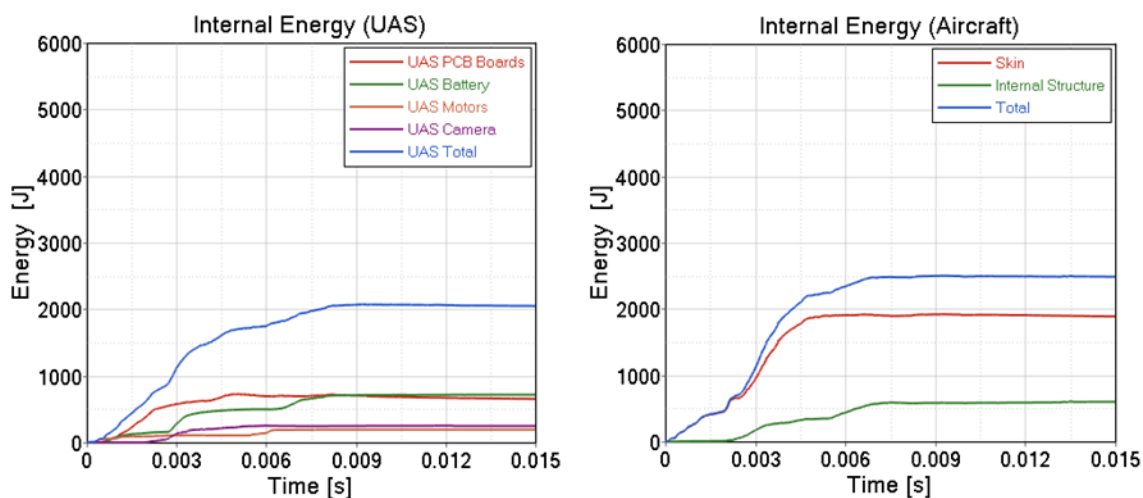 Internal Energy (UAS)
6000
5000
4000
3000
2000
1000
0
Energy [J]
UAS PCB Boards
UAS Battery
UAS Motors
UAS Camera
UAS Total
0
0.003
0.006
0.009
0.012
0.015
Time [s]
Internal Energy (Aircraft)
6000
5000
4000
3000
2000
1000
0
Energy [J]
Skin
Internal Structure
Total
0
0.003
0.006
0.009
0.012
0.015
Time [s]